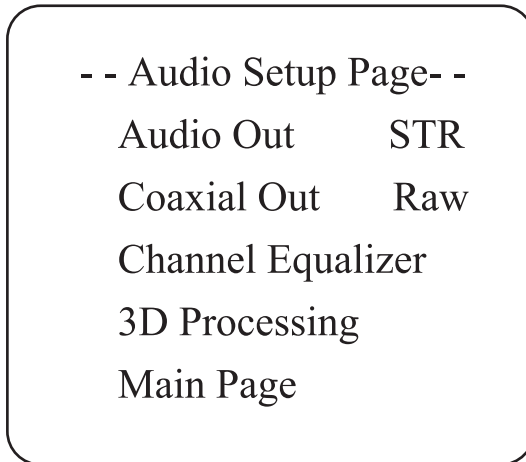 - - Audio Setup Page- -
Audio Out STR
Coaxial Out Raw
Channel Equalizer
3D Processing
Main Page